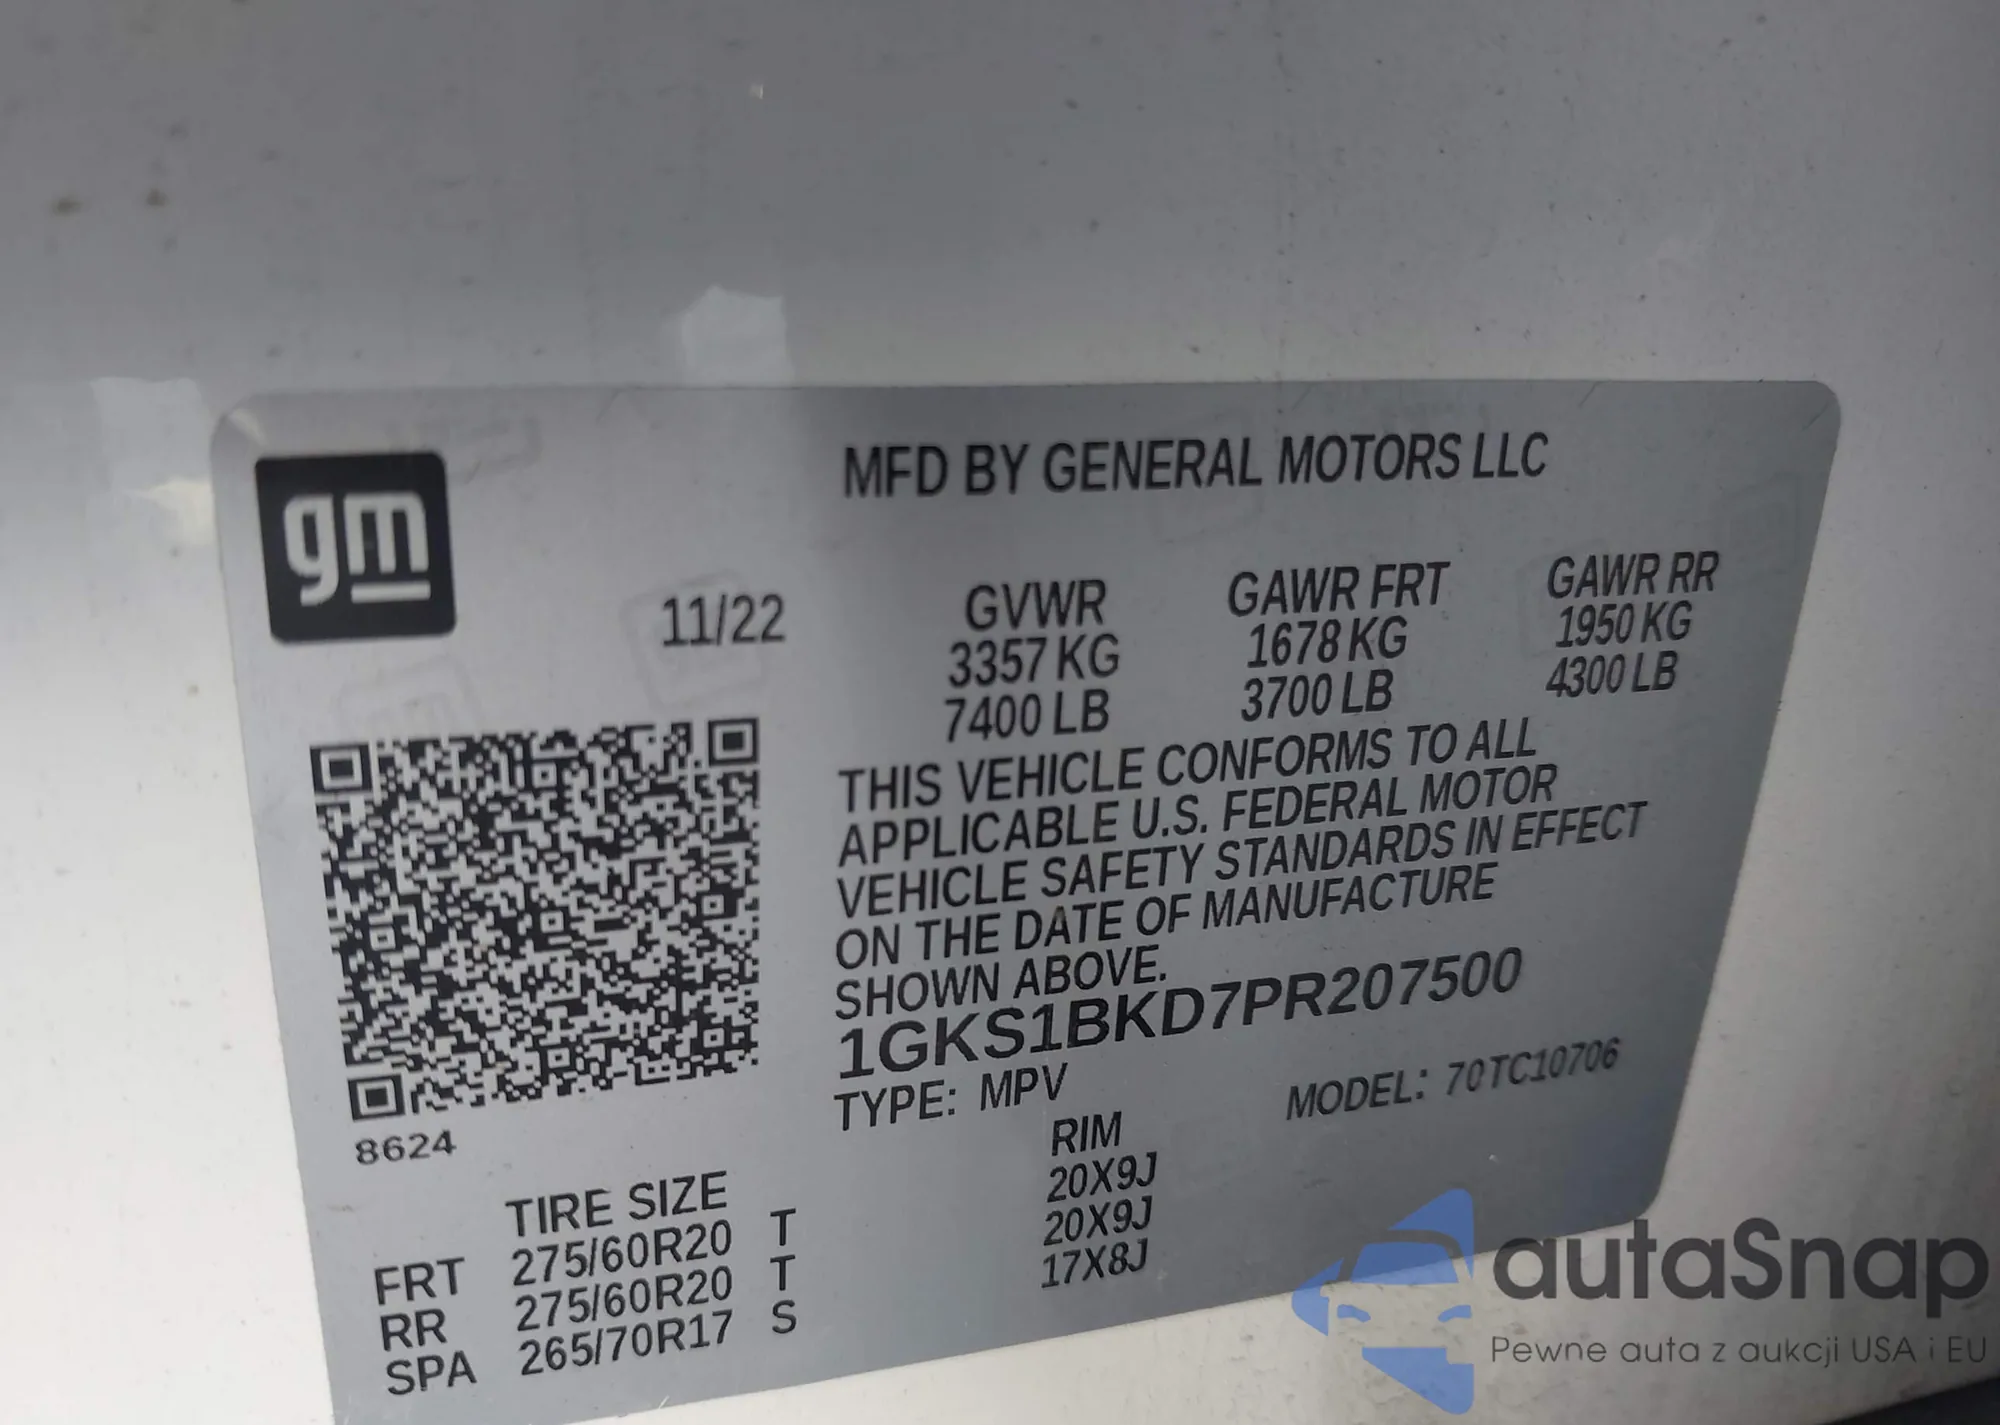 gm
MFD BY GENERAL MOTORS LLC
11/22
GVWR GAWR FRT GAWR RR
3357 KG 1678 KG 1950 KG
7400 LB 3700 LB 4300 LB
THIS VEHICLE CONFORMS TO ALL
APPLICABLE U.S. FEDERAL MOTOR
VEHICLE SAFETY STANDARDS IN EFFECT
ON THE DATE OF MANUFACTURE
SHOWN ABOVE.
1GKS1BKD7PR207500
TYPE: MPV MODEL: 70TC10706
8624
TIRE SIZE RIM
FRT 275/60R20 T 20X9J
RR 275/60R20 T 20X9J
SPA 265/70R17 S 17X8J
autaSnap
Pewne auta z aukcji USA i EU